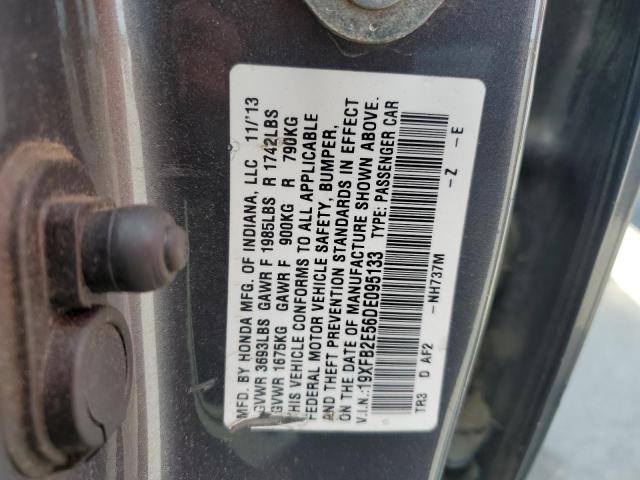 MFD. BY HONDA MFG. OF INDIANA, LLC 11/'13
GVWR 3693LBS GAWR F 1985LBS R 1742LBS
GVWR 1675KG GAWR F 900KG R 790KG
THIS VEHICLE CONFORMS TO ALL APPLICABLE
FEDERAL MOTOR VEHICLE SAFETY, BUMPER,
AND THEFT PREVENTION STANDARDS IN EFFECT
ON THE DATE OF MANUFACTURE SHOWN ABOVE.
V.I.N.:19XFB2E56DE095133 TYPE: PASSENGER CAR
TR3 D AF2 -NH737M -Z -E